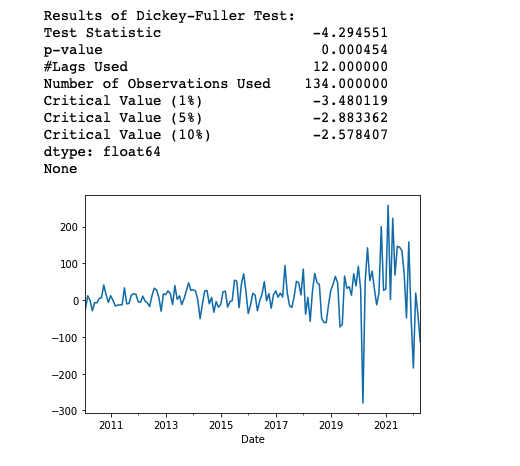 Results of Dickey-Fuller Test:
Test Statistic -4.294551
p-value 0.000454
#Lags Used 12.000000
Number of Observations Used 134.000000
Critical Value (1%) -3.480119
Critical Value (5%) -2.883362
Critical Value (10%) -2.578407
dtype: float64
None
200
100
0
−100
−200
−300
2011 2013 2015 2017 2019 2021
Date